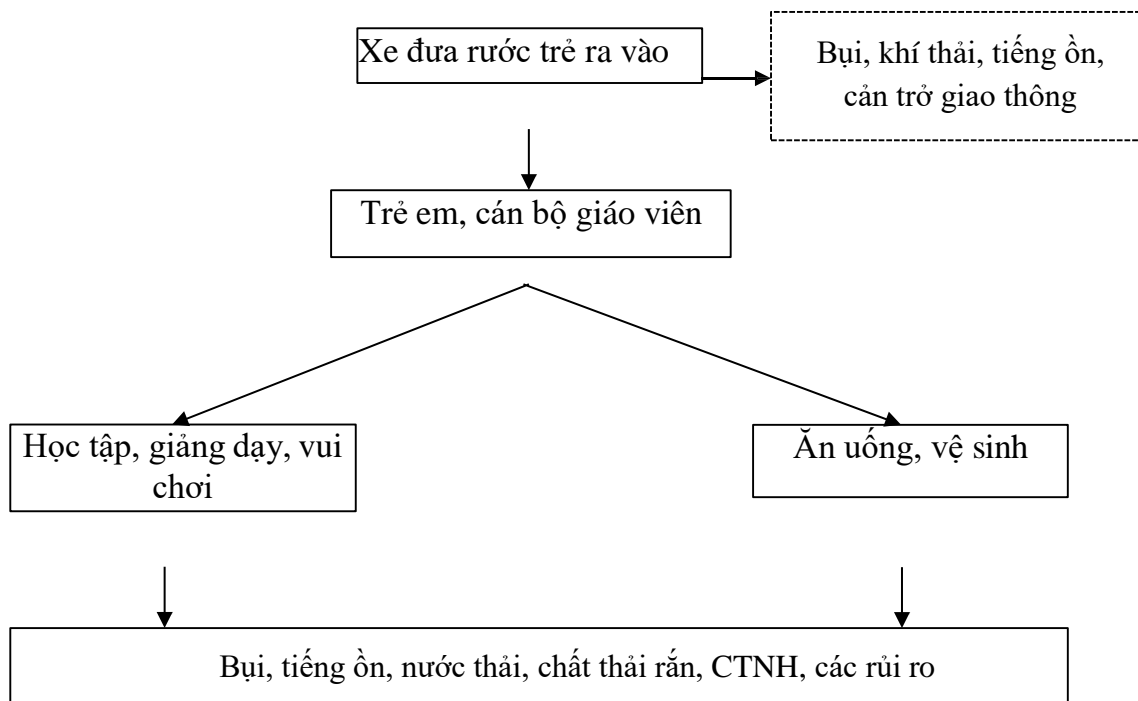 Xe đưa rước trẻ ra vào
Bụi, khí thải, tiếng ồn,
cản trở giao thông
Trẻ em, cán bộ giáo viên
Học tập, giảng dạy, vui
chơi
Ăn uống, vệ sinh
Bụi, tiếng ồn, nước thải, chất thải rắn, CTNH, các rủi ro